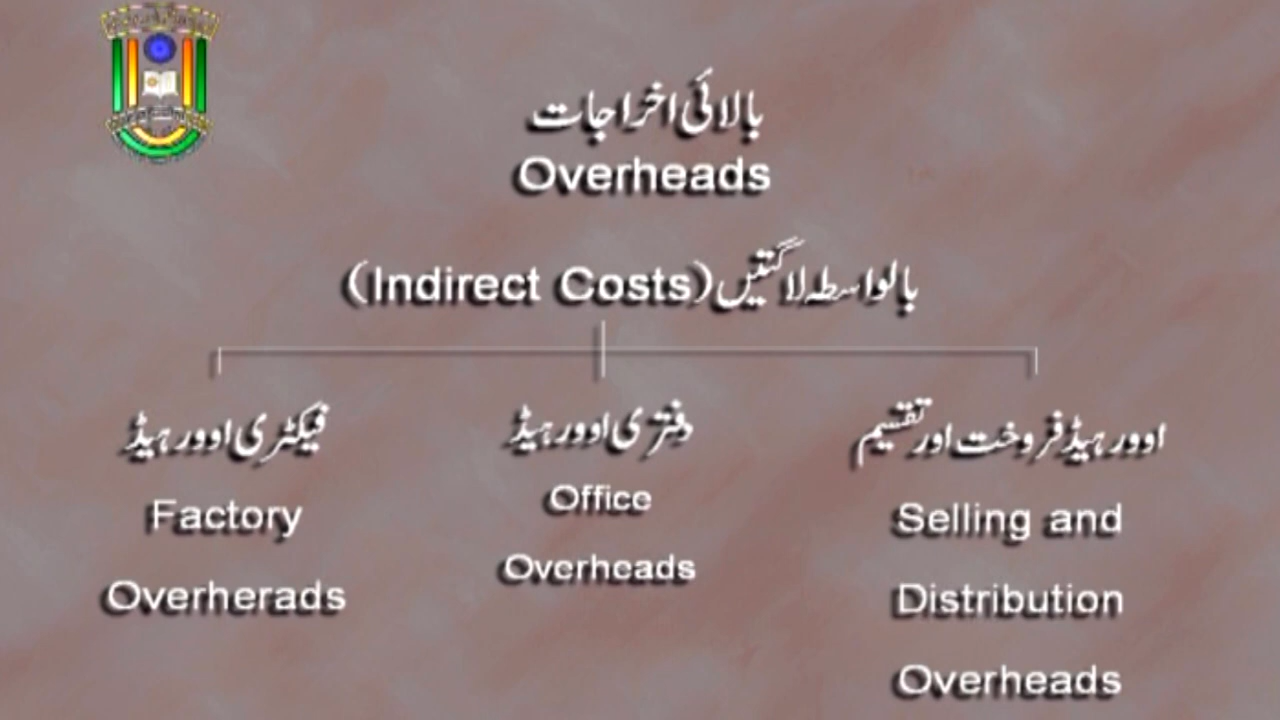 بالائی اخراجات
Overheads
بالواسطہ لاگتیں (Indirect Costs)
فیکٹری اوورہیڈ
Factory
Overherads
دفتری اوورہیڈ
Office
Overheads
اوورہیڈ فروخت اور تقسیم
Selling and
Distribution
Overheads